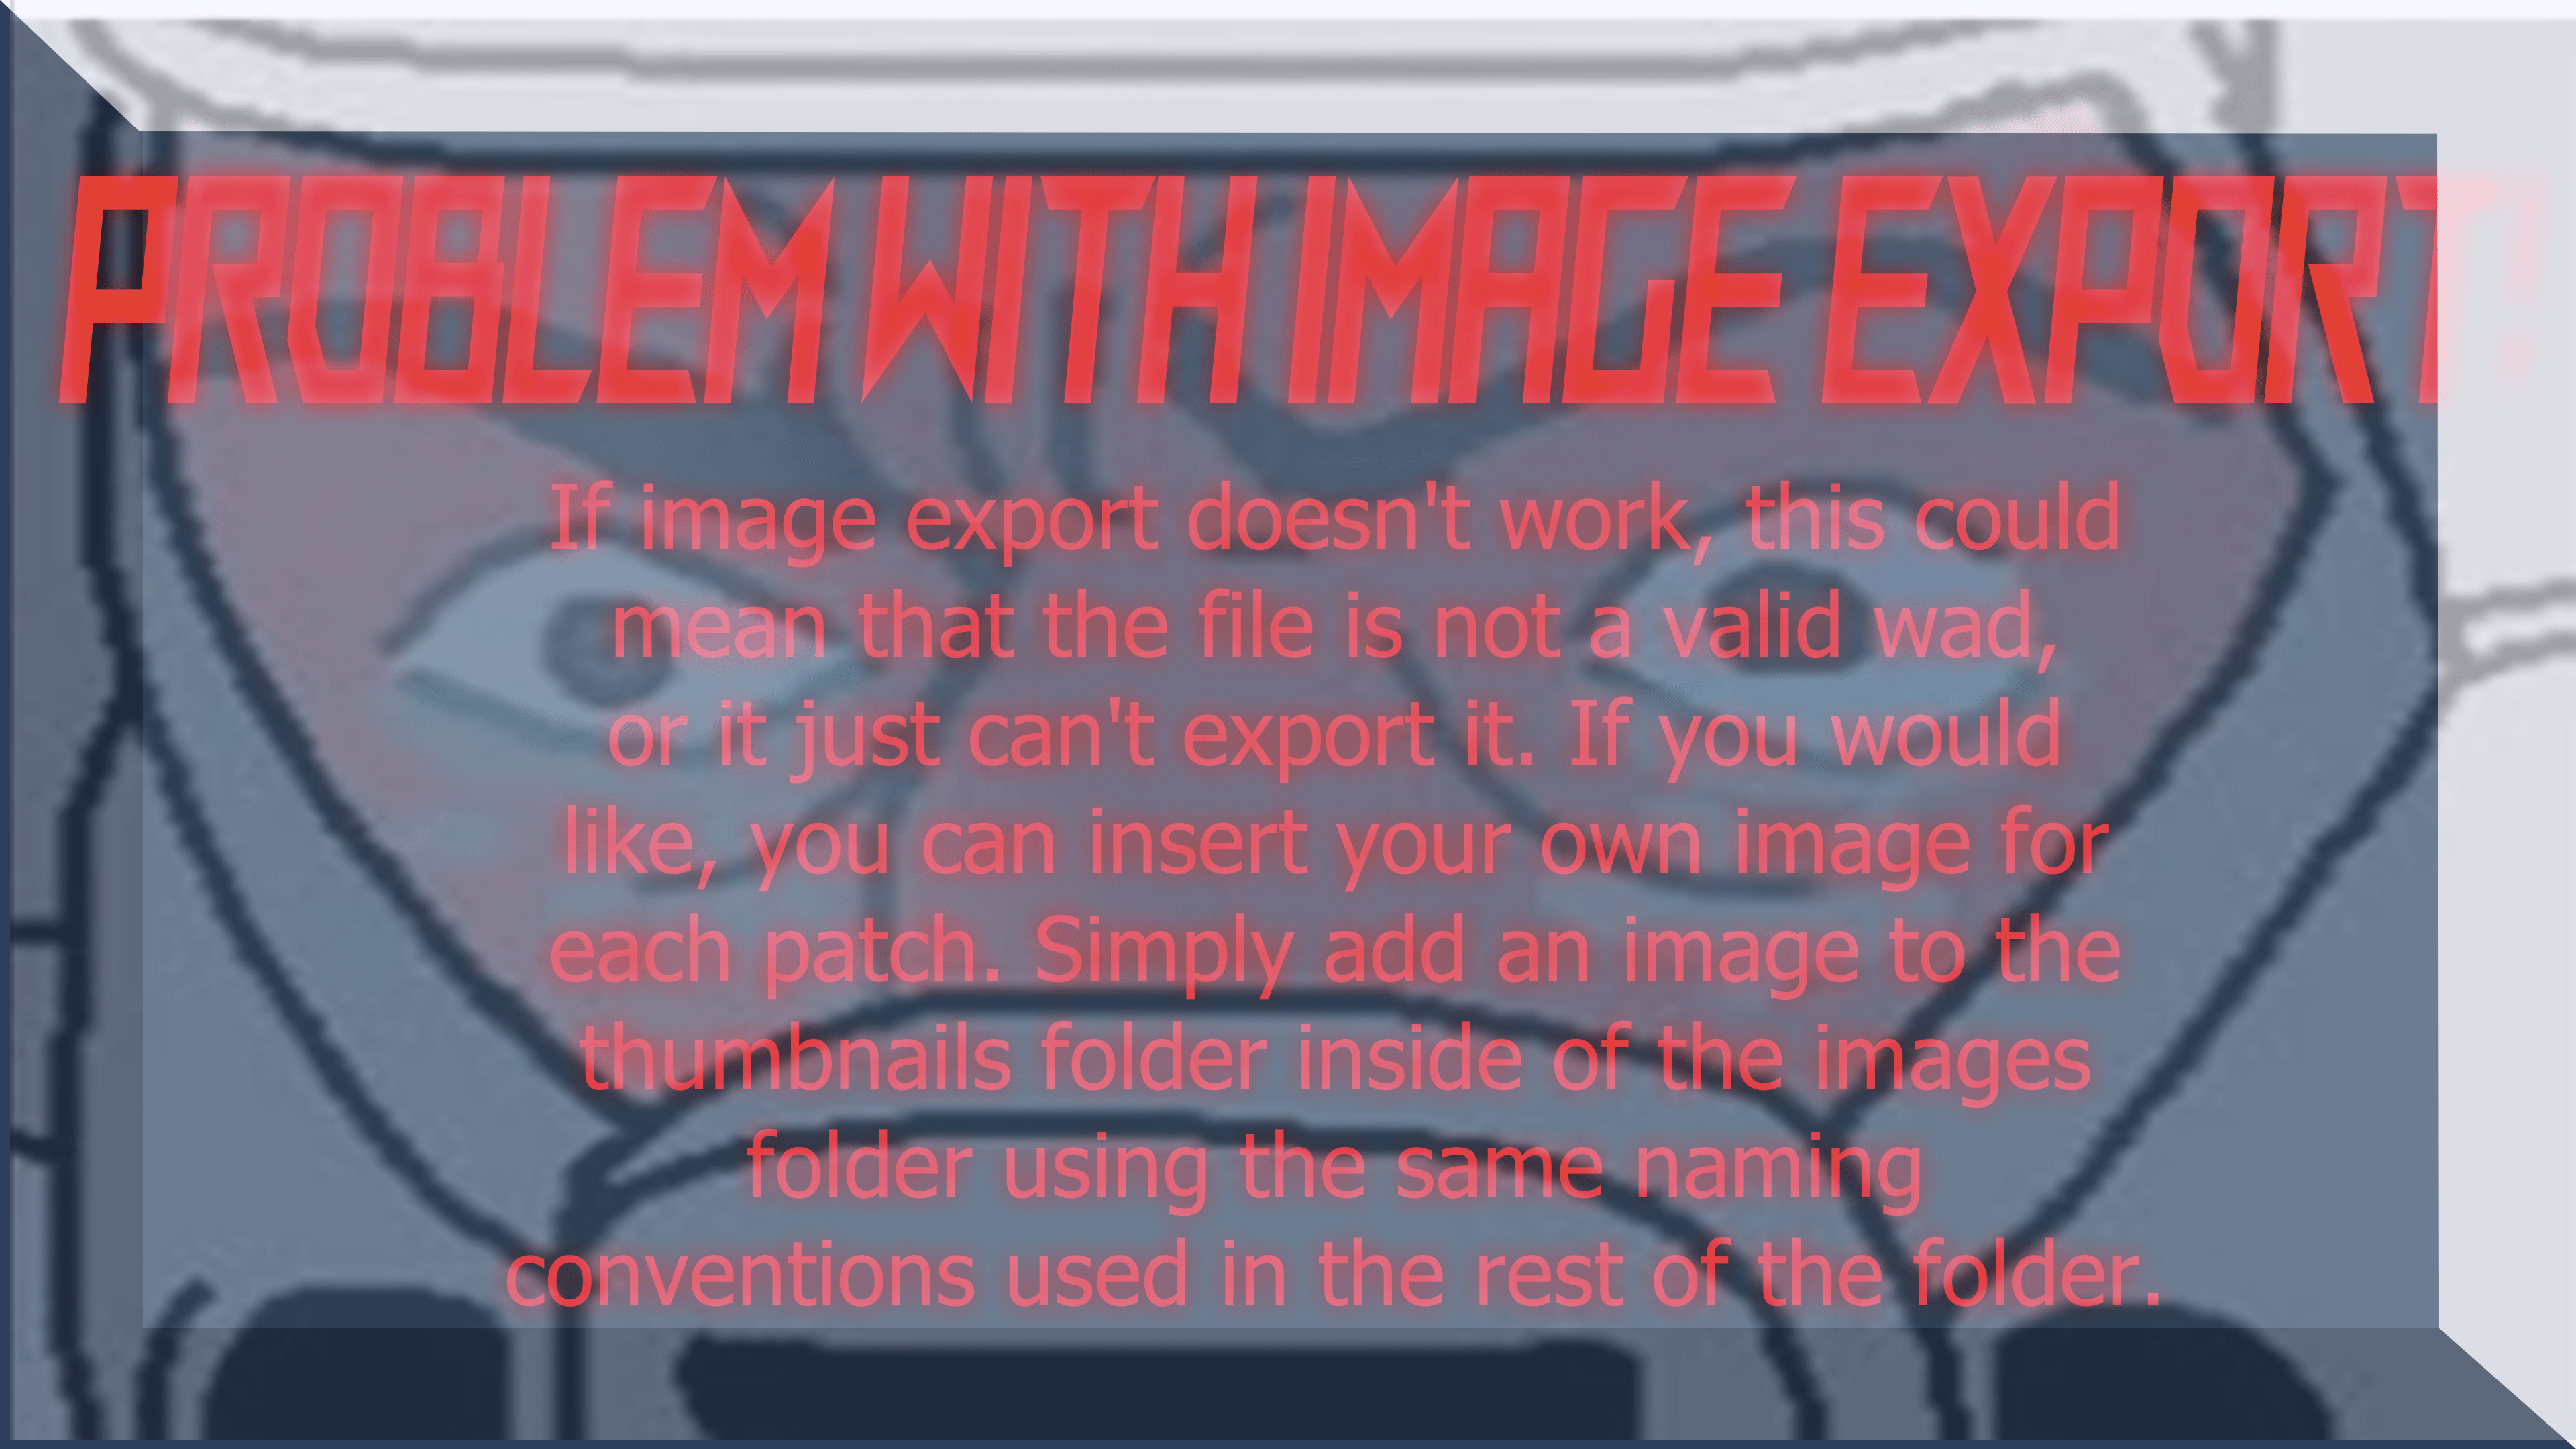 PROBLEM WITH IMAGE EXPORT!
If image export doesn't work, this could
mean that the file is not a valid wad,
or it just can't export it. If you would
like, you can insert your own image for
each patch. Simply add an image to the
thumbnails folder inside of the images
folder using the same naming
conventions used in the rest of the folder.